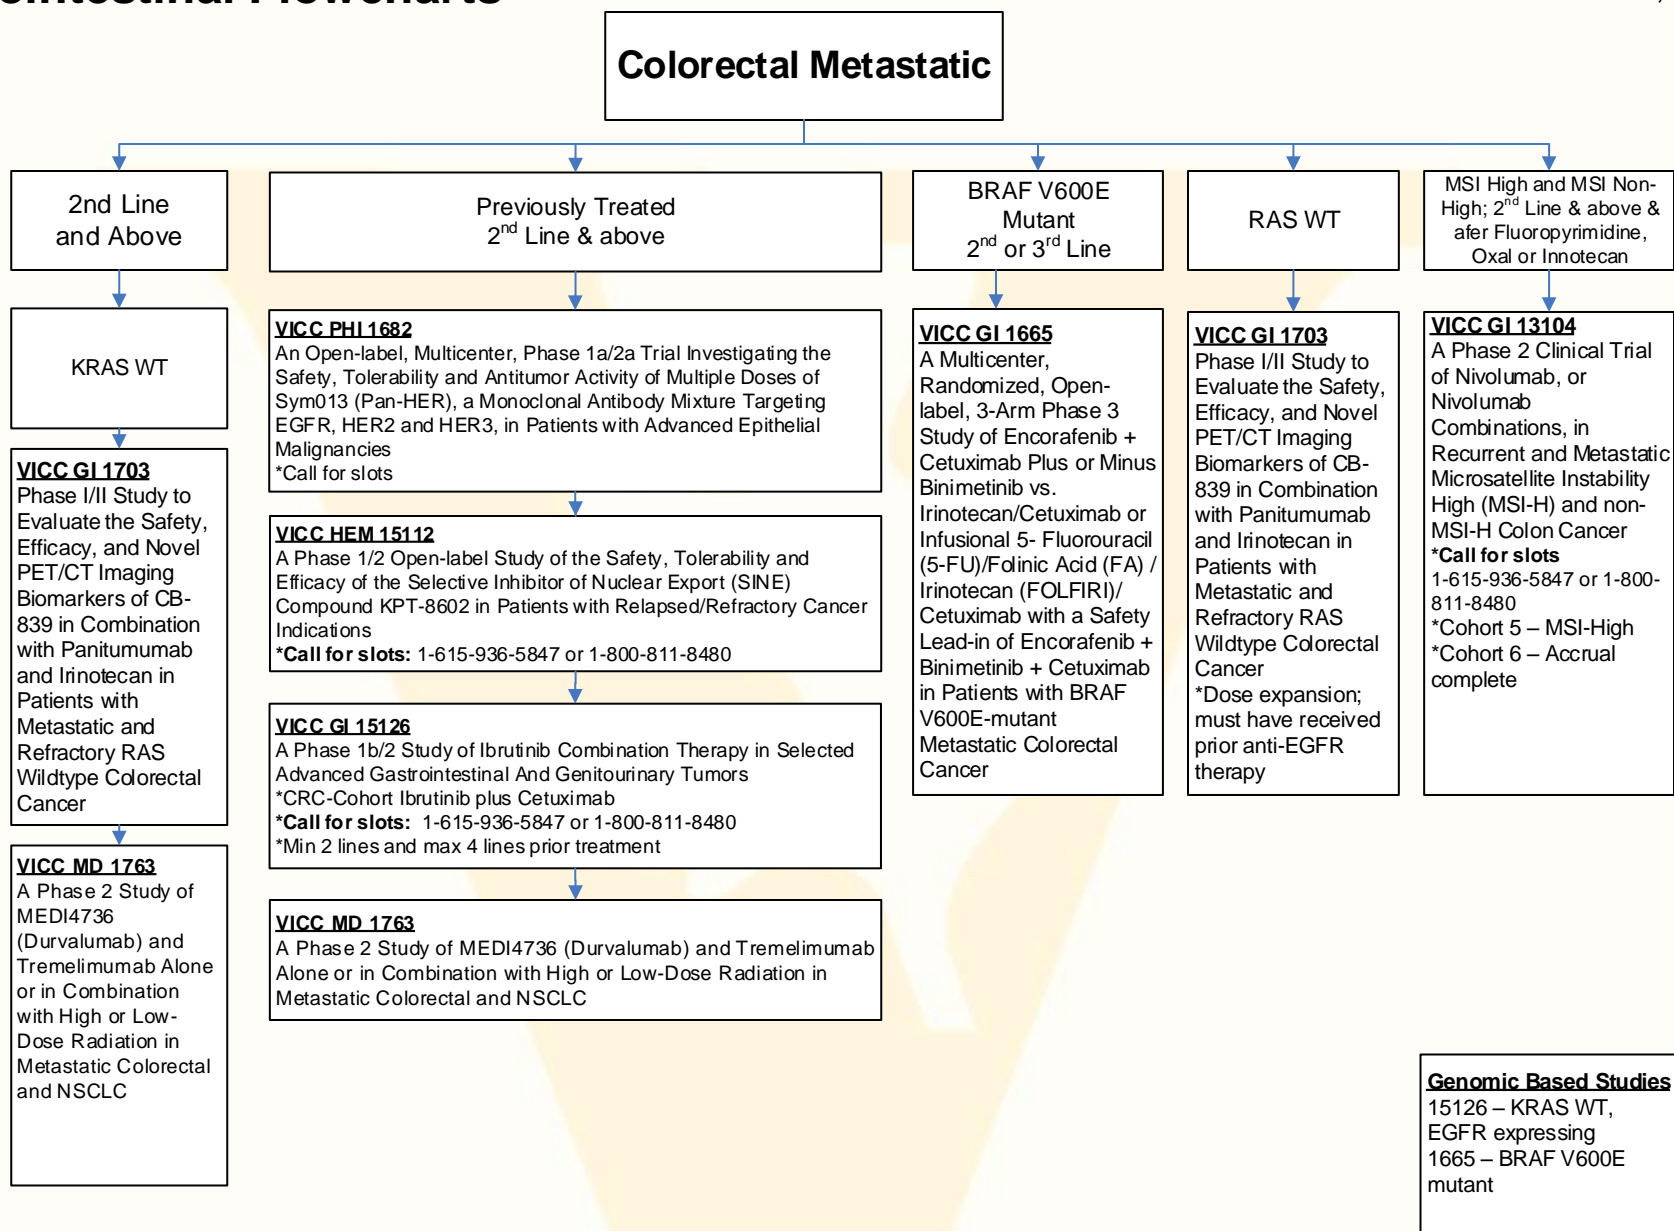 Colorectal Metastatic
2nd Line
and Above
KRAS WT
VICC GI 1703
Phase I/II Study to
Evaluate the Safety,
Efficacy, and Novel
PET/CT Imaging
Biomarkers of CB-
839 in Combination
with Panitumumab
and Irinotecan in
Patients with
Metastatic and
Refractory RAS
Wildtype Colorectal
Cancer
VICC MD 1763
A Phase 2 Study of
MEDI4736
(Durvalumab) and
Tremelimumab Alone
or in Combination
with High or Low-
Dose Radiation in
Metastatic Colorectal
and NSCLC
Previously Treated
2nd Line & above
VICC PHI 1682
An Open-label, Multicenter, Phase 1a/2a Trial Investigating the
Safety, Tolerability and Antitumor Activity of Multiple Doses of
Sym013 (Pan-HER), a Monoclonal Antibody Mixture Targeting
EGFR, HER2 and HER3, in Patients with Advanced Epithelial
Malignancies
*Call for slots
VICC HEM 15112
A Phase 1/2 Open-label Study of the Safety, Tolerability and
Efficacy of the Selective Inhibitor of Nuclear Export (SINE)
Compound KPT-8602 in Patients with Relapsed/Refractory Cancer
Indications
*Call for slots: 1-615-936-5847 or 1-800-811-8480
VICC GI 15126
A Phase 1b/2 Study of Ibrutinib Combination Therapy in Selected
Advanced Gastrointestinal And Genitourinary Tumors
*CRC-Cohort Ibrutinib plus Cetuximab
*Call for slots: 1-615-936-5847 or 1-800-811-8480
*Min 2 lines and max 4 lines prior treatment
VICC MD 1763
A Phase 2 Study of MEDI4736 (Durvalumab) and Tremelimumab
Alone or in Combination with High or Low-Dose Radiation in
Metastatic Colorectal and NSCLC
BRAF V600E
Mutant
2nd or 3rd Line
VICC GI 1665
A Multicenter,
Randomized, Open-
label, 3-Arm Phase 3
Study of Encorafenib +
Cetuximab Plus or Minus
Binimetinib vs.
Irinotecan/Cetuximab or
Infusional 5- Fluorouracil
(5-FU)/Folinic Acid (FA) /
Irinotecan (FOLFIRI)/
Cetuximab with a Safety
Lead-in of Encorafenib +
Binimetinib + Cetuximab
in Patients with BRAF
V600E-mutant
Metastatic Colorectal
Cancer
RAS WT
VICC GI 1703
Phase I/II Study to
Evaluate the Safety,
Efficacy, and Novel
PET/CT Imaging
Biomarkers of CB-
839 in Combination
with Panitumumab
and Irinotecan in
Patients with
Metastatic and
Refractory RAS
Wildtype Colorectal
Cancer
*Dose expansion;
must have received
prior anti-EGFR
therapy
MSI High and MSI Non-
High; 2nd Line & above &
afer Fluoropyrimidine,
Oxal or Innotecan
VICC GI 13104
A Phase 2 Clinical Trial
of Nivolumab, or
Nivolumab
Combinations, in
Recurrent and Metastatic
Microsatellite Instability
High (MSI-H) and non-
MSI-H Colon Cancer
*Call for slots
1-615-936-5847 or 1-800-
811-8480
*Cohort 5 – MSI-High
*Cohort 6 – Accrual
complete
Genomic Based Studies
15126 – KRAS WT,
EGFR expressing
1665 – BRAF V600E
mutant